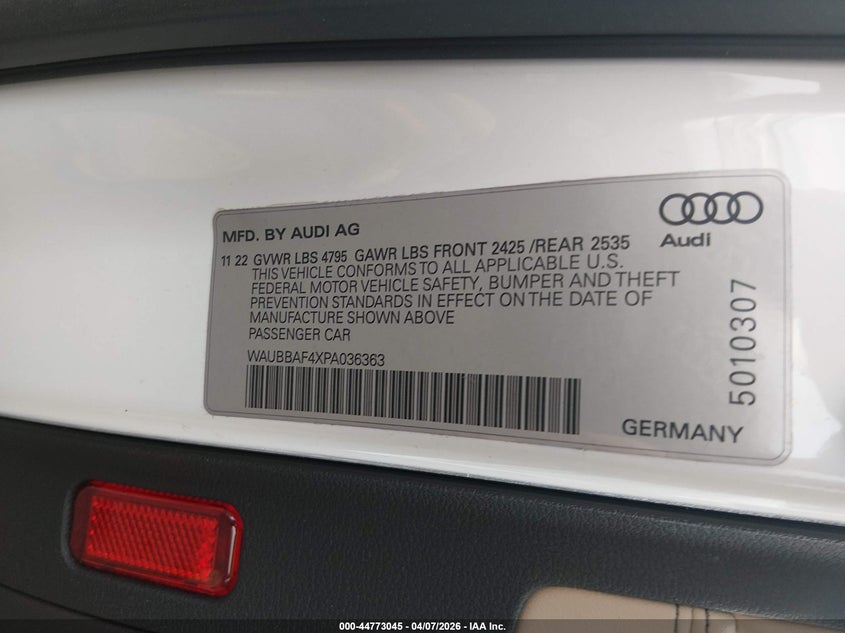 MFD. BY AUDI AG
Audi
11 22 GVWR LBS 4795 GAWR LBS FRONT 2425 /REAR 2535
THIS VEHICLE CONFORMS TO ALL APPLICABLE U.S.
FEDERAL MOTOR VEHICLE SAFETY, BUMPER AND THEFT
PREVENTION STANDARDS IN EFFECT ON THE DATE OF
MANUFACTURE SHOWN ABOVE
PASSENGER CAR
WAUBBAF4XPA036363
5010307
GERMANY
000-44773045 - 04/07/2026 - IAA Inc.